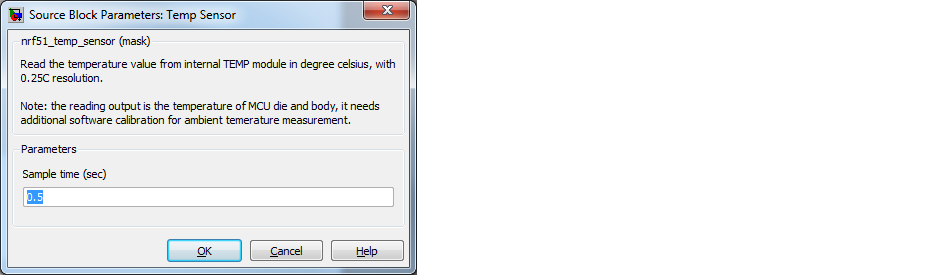 Source Block Parameters: Temp Sensor
nrf51_temp_sensor (mask)
Read the temperature value from internal TEMP module in degree celsius, with
0.25C resolution.
Note: the reading output is the temperature of MCU die and body, it needs
additional software calibration for ambient temerature measurement.
Parameters
Sample time (sec)
0.5
OK Cancel Help